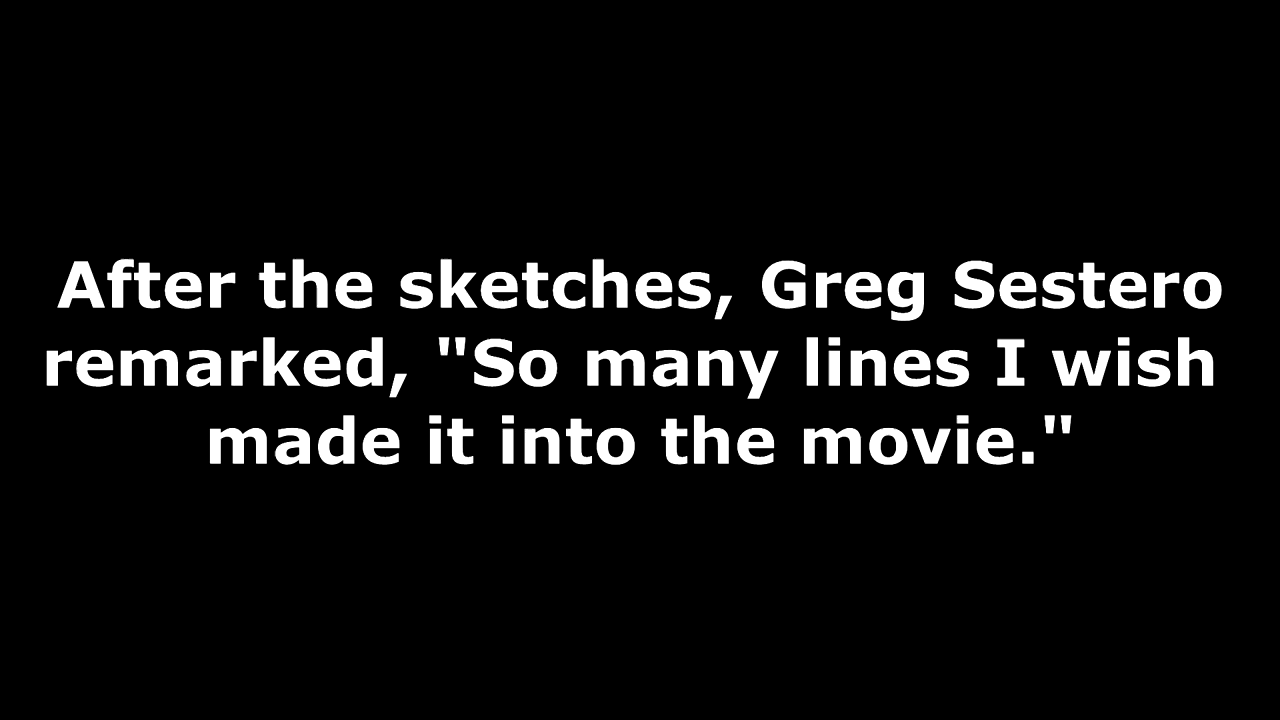 After the sketches, Greg Sestero
remarked, "So many lines I wish
made it into the movie."